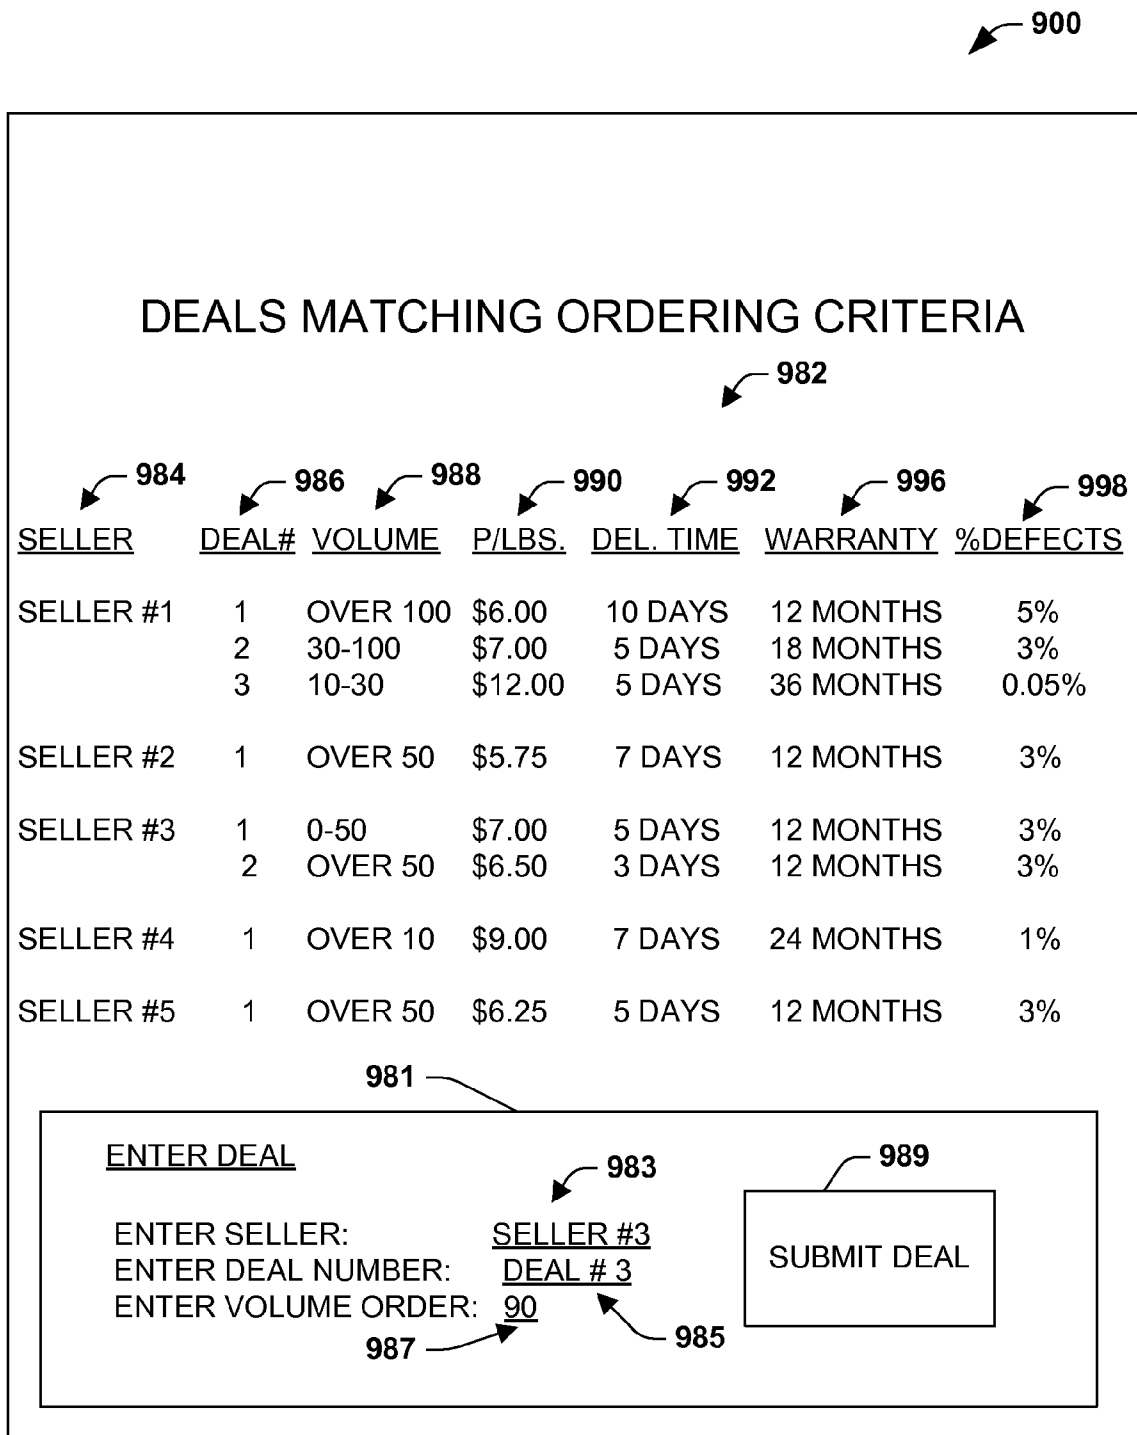 900
DEALS MATCHING ORDERING CRITERIA
982
984 986 988 990 992 996 998
SELLER DEAL# VOLUME P/LBS. DEL. TIME WARRANTY %DEFECTS
SELLER #1 1 OVER 100 $6.00 10 DAYS 12 MONTHS 5%
2 30-100 $7.00 5 DAYS 18 MONTHS 3%
3 10-30 $12.00 5 DAYS 36 MONTHS 0.05%
SELLER #2 1 OVER 50 $5.75 7 DAYS 12 MONTHS 3%
SELLER #3 1 0-50 $7.00 5 DAYS 12 MONTHS 3%
2 OVER 50 $6.50 3 DAYS 12 MONTHS 3%
SELLER #4 1 OVER 10 $9.00 7 DAYS 24 MONTHS 1%
SELLER #5 1 OVER 50 $6.25 5 DAYS 12 MONTHS 3%
981
ENTER DEAL
983 989
ENTER SELLER: SELLER #3
ENTER DEAL NUMBER: DEAL # 3
SUBMIT DEAL
ENTER VOLUME ORDER: 90
987 985